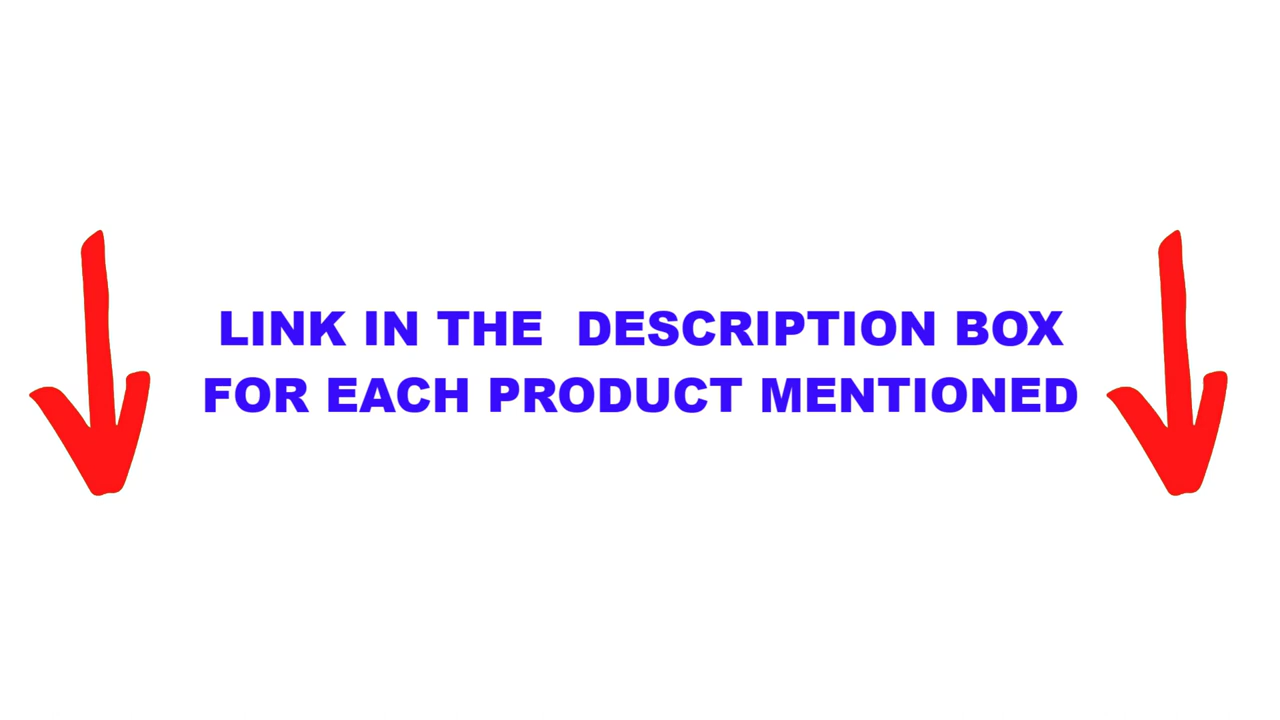 LINK IN THE  DESCRIPTION BOX
FOR EACH PRODUCT MENTIONED